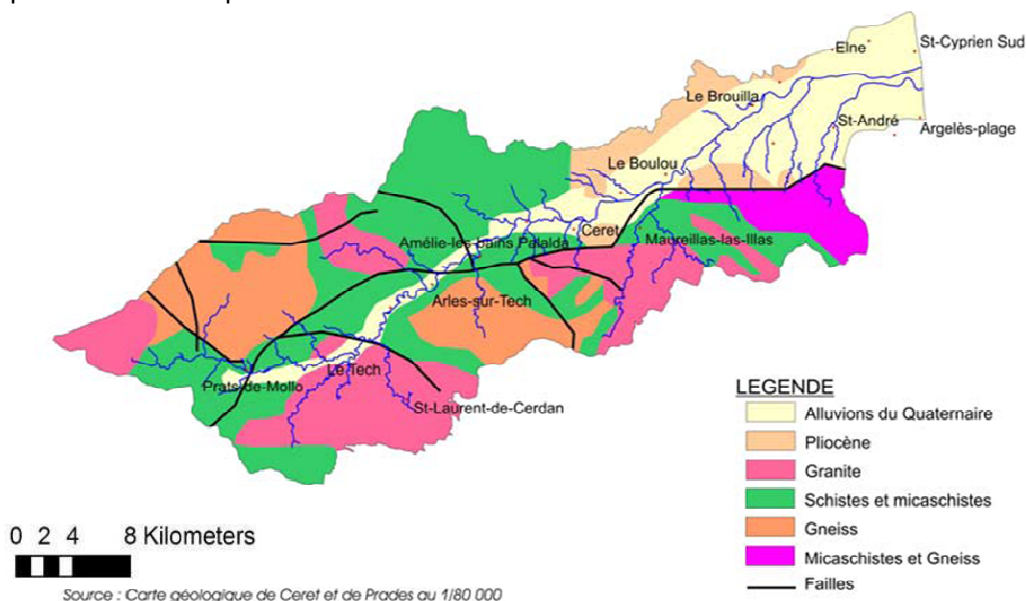 Elne
St-Cyprien Sud
Le Brouilla
St-André
Argelès-plage
Le Boulou
Ceret
Amélie-les-bains Palalda
Maureillas-las-Illas
Arles-sur-Tech
Le Tech
Prats-de-Mollo
St-Laurent-de-Cerdan
LEGENDE
Alluvions du Quaternaire
Pliocène
Granite
Schistes et micaschistes
Gneiss
Micaschistes et Gneiss
Failles
0 2 4 8 Kilometers
Source : Carte géologique de Ceret et de Prades au 1/80 000